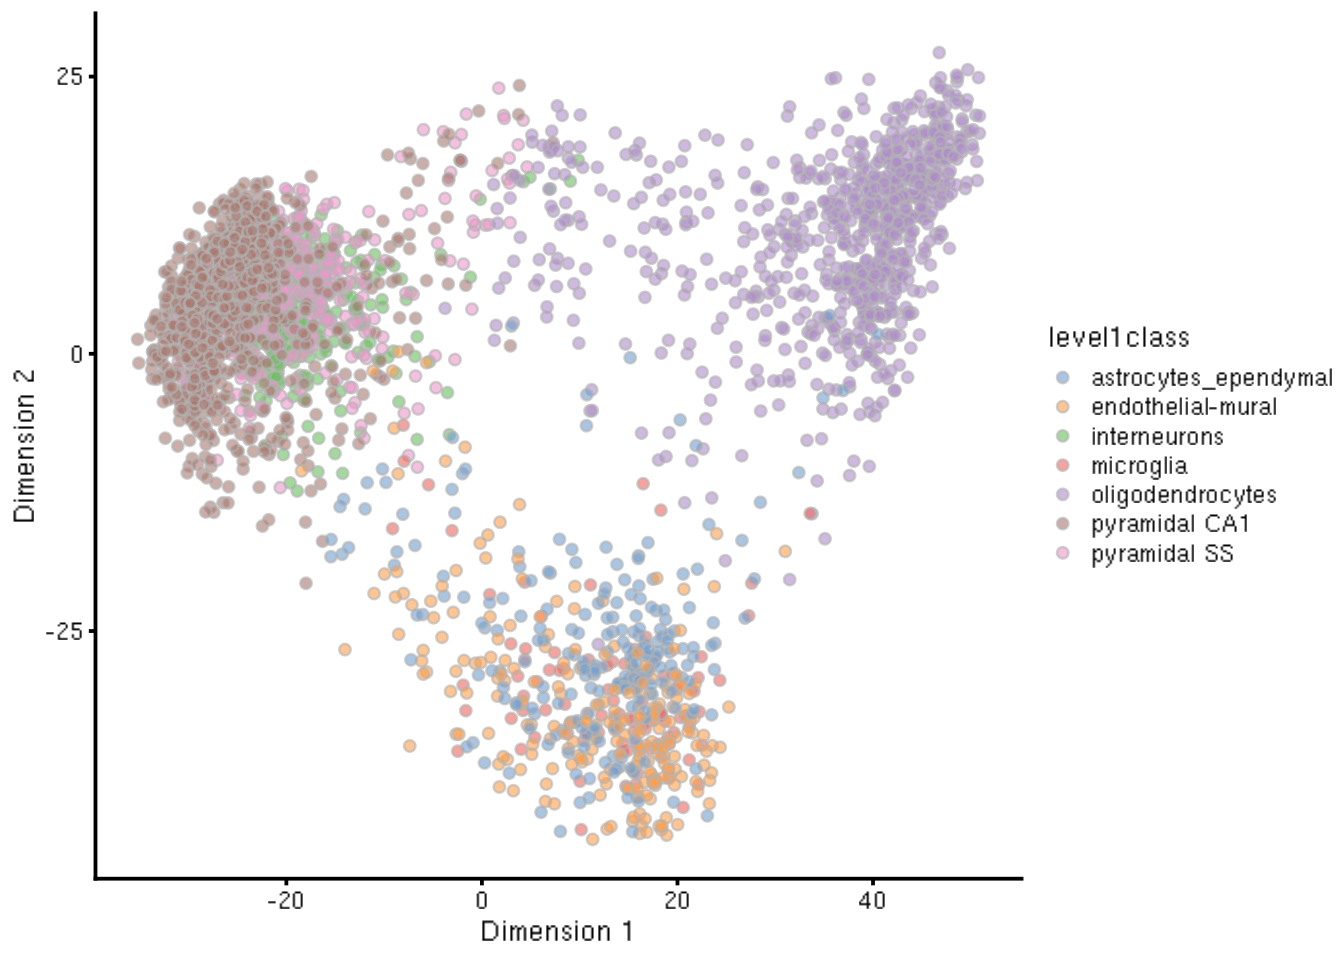 25
0
-25
Dimension 2
-20 0 20 40
Dimension 1
level1class
astrocytes_ependymal
endothelial-mural
interneurons
microglia
oligodendrocytes
pyramidal CA1
pyramidal SS